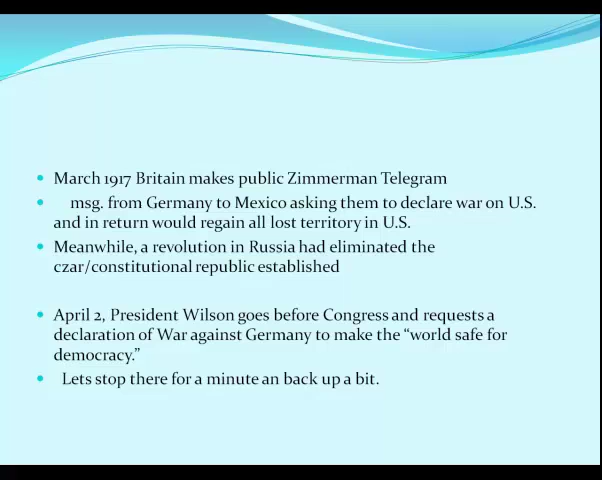 March 1917 Britain makes public Zimmerman Telegram
msg. from Germany to Mexico asking them to declare war on U.S.
and in return would regain all lost territory in U.S.
Meanwhile, a revolution in Russia had eliminated the
czar/constitutional republic established
April 2, President Wilson goes before Congress and requests a
declaration of War against Germany to make the “world safe for
democracy.”
Lets stop there for a minute an back up a bit.